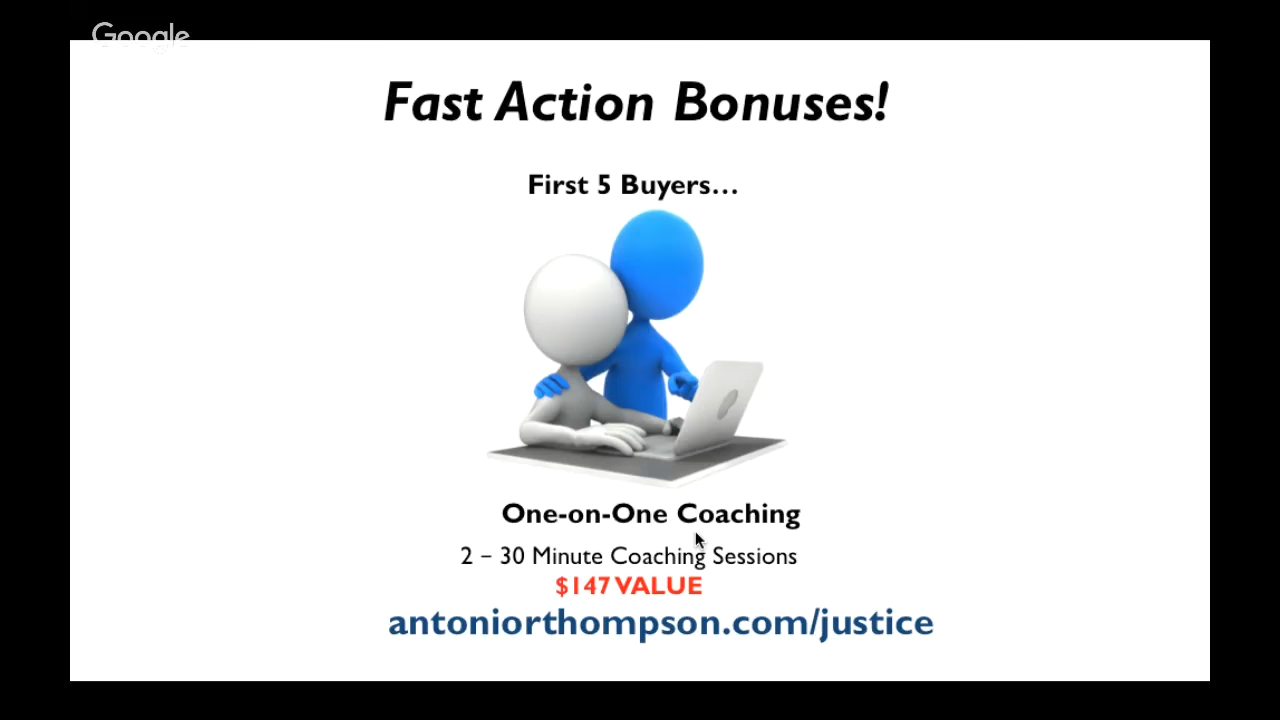 Google
Fast Action Bonuses!
First 5 Buyers…
One-on-One Coaching
2 – 30 Minute Coaching Sessions
$147 VALUE
antoniorthompson.com/justice